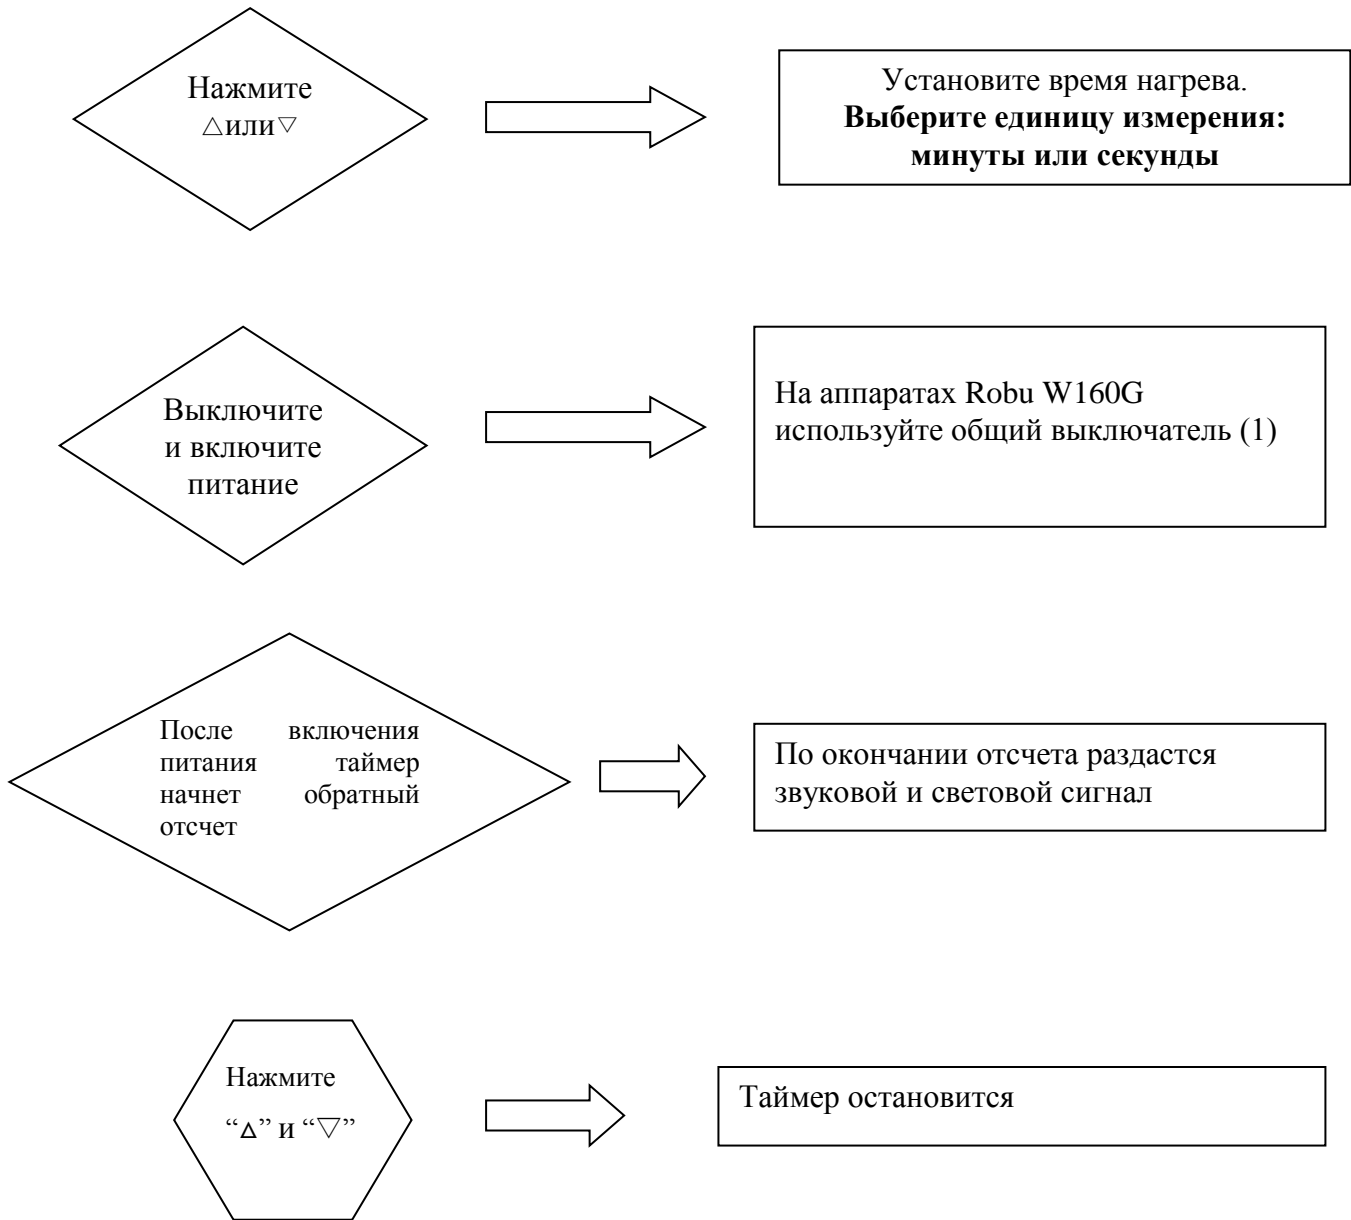 Нажмите
△или▽
Установите время нагрева.
Выберите единицу измерения:
минуты или секунды
Выключите
и включите
питание
На аппаратах Robu W160G
используйте общий выключатель (1)
После включения
питания таймер
начнет обратный
отсчет
По окончании отсчета раздастся
звуковой и световой сигнал
Нажмите
“Δ” и “▽”
Таймер остановится